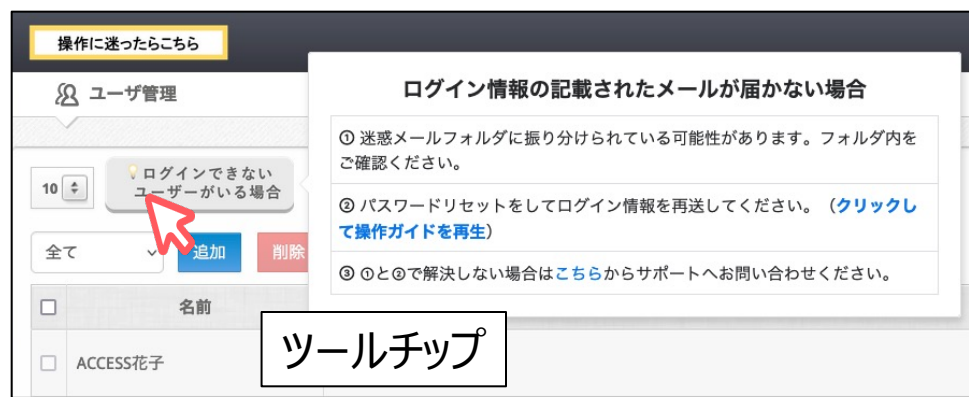 操作に迷ったらこちら
ユーザ管理
ログイン情報の記載されたメールが届かない場合
① 迷惑メールフォルダに振り分けられている可能性があります。フォルダ内を
ご確認ください。
② パスワードリセットをしてログイン情報を再送してください。（クリックし
て操作ガイドを再生）
③ ①と②で解決しない場合はこちらからサポートへお問い合わせください。
10
ログインできない
ユーザーがいる場合
全て
追加
削除
名前
ツールチップ
ACCESS花子